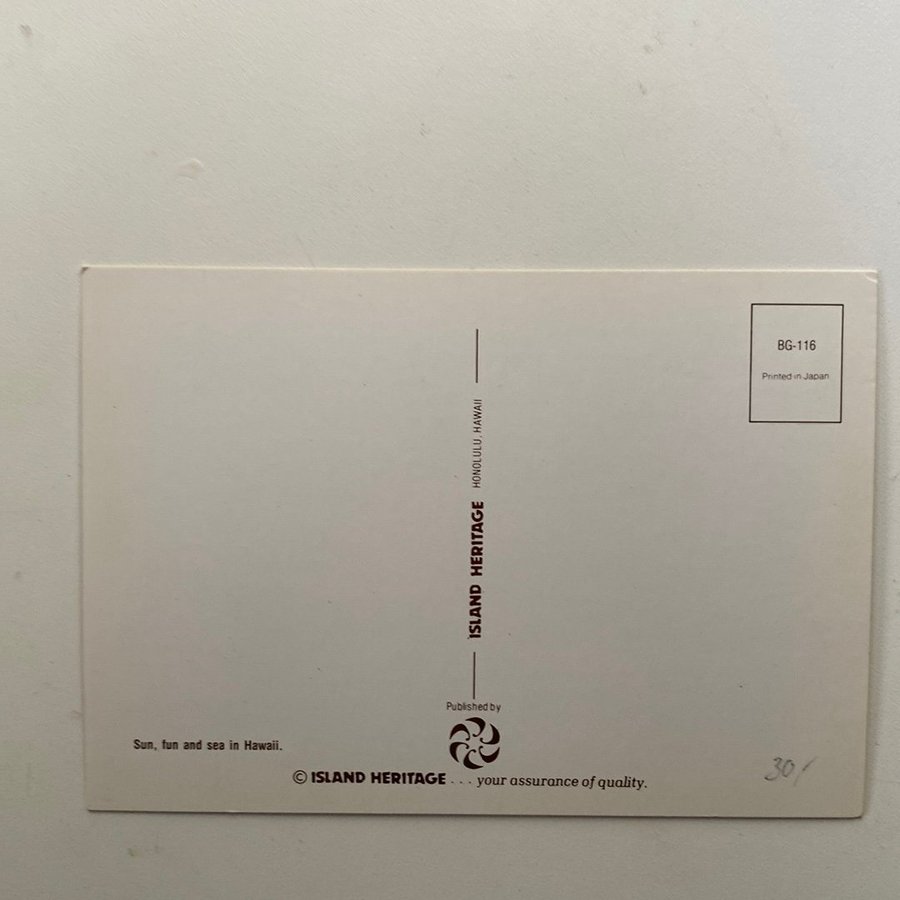 BG-116
Printed in Japan
ISLAND HERITAGE HONOLULU, HAWAII
Published by
Sun, fun and sea in Hawaii.
© ISLAND HERITAGE . . . your assurance of quality.
30/